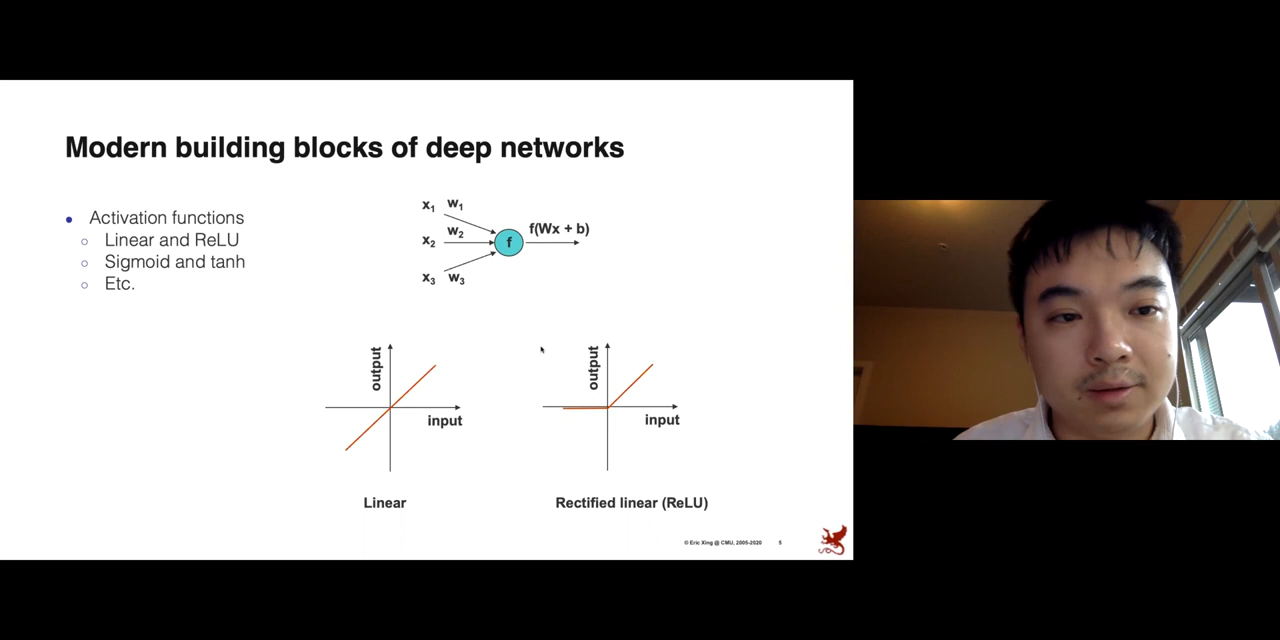 Modern building blocks of deep networks
● Activation functions
○ Linear and ReLU
○ Sigmoid and tanh
○ Etc.
x₁ w₁
x₂ w₂
x₃ w₃
f
f(Wx + b)
output
input
Linear
output
input
Rectified linear (ReLU)
© Eric Xing @ CMU, 2005-2020 5